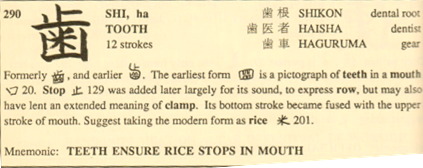 290 SHI, ha 歯根 SHIKON dental root
歯 TOOTH 歯医者 HAISHA dentist
12 strokes 歯車 HAGURUMA gear
Formerly 齒, and earlier . The earliest form is a pictograph of teeth in a mouth
20. Stop 止 129 was added later largely for its sound, to express row, but may also
have lent an extended meaning of clamp. Its bottom stroke became fused with the upper
stroke of mouth. Suggest taking the modern form as rice 米 201.
Mnemonic: TEETH ENSURE RICE STOPS IN MOUTH